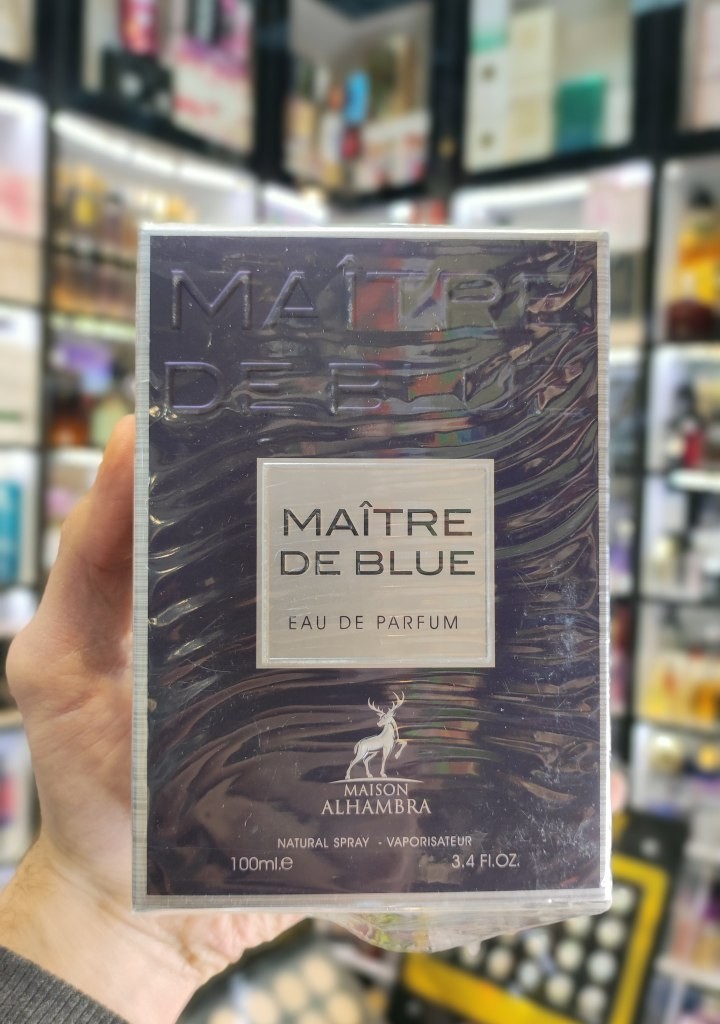 MAÎTRE
DE BLUE
MAÎTRE
DE BLUE
EAU DE PARFUM
MAISON
ALHAMBRA
NATURAL SPRAY - VAPORISATEUR
100ml.e 3.4 Fl.OZ.